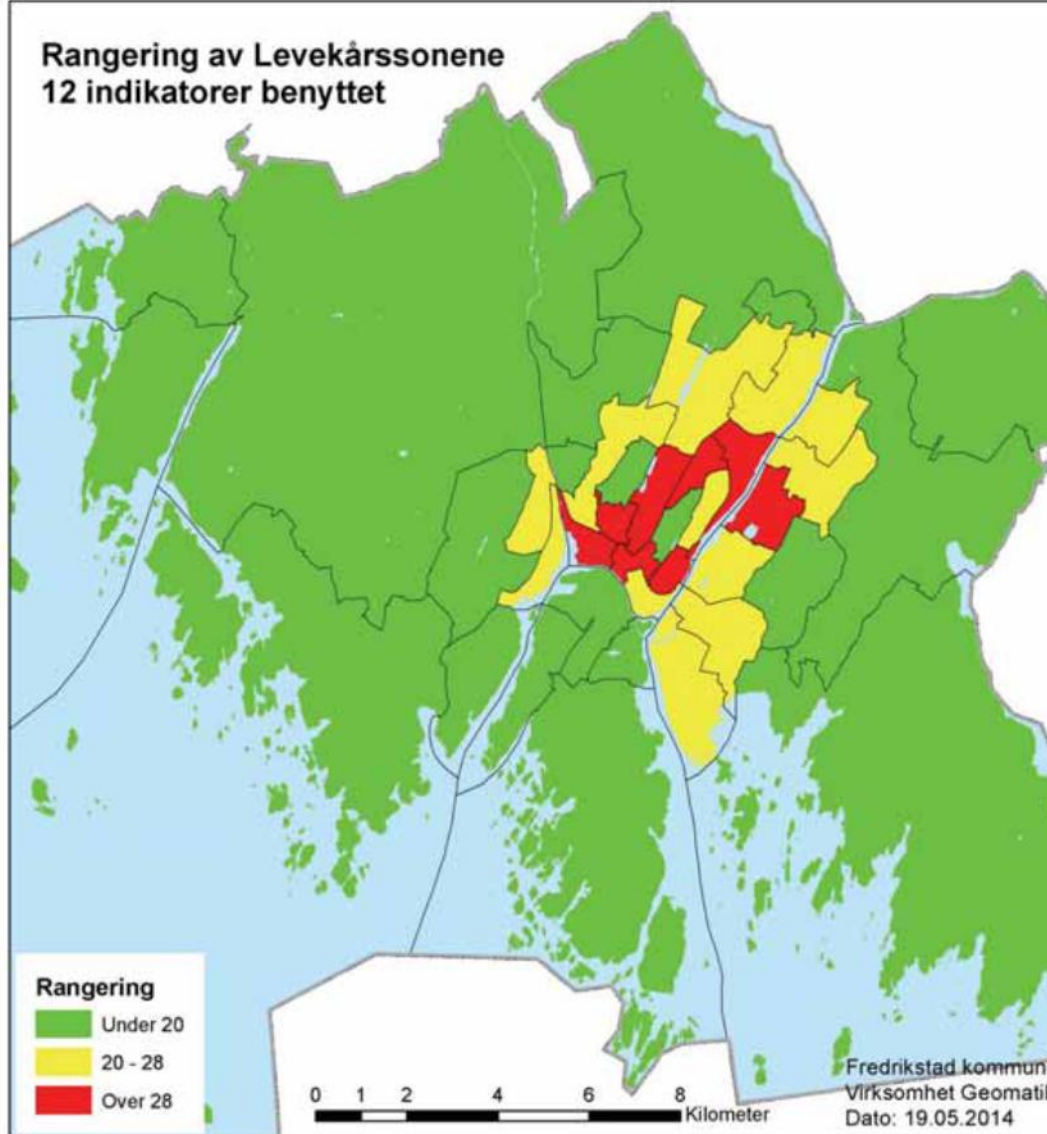 Rangering av Levekårssonene
12 indikatorer benyttet
Rangering
Under 20
20 - 28
Over 28
0 2 4 6 8
Kilometer
Fredrikstad kommun
Virksomhet Geomati
Dato: 19.05.2014